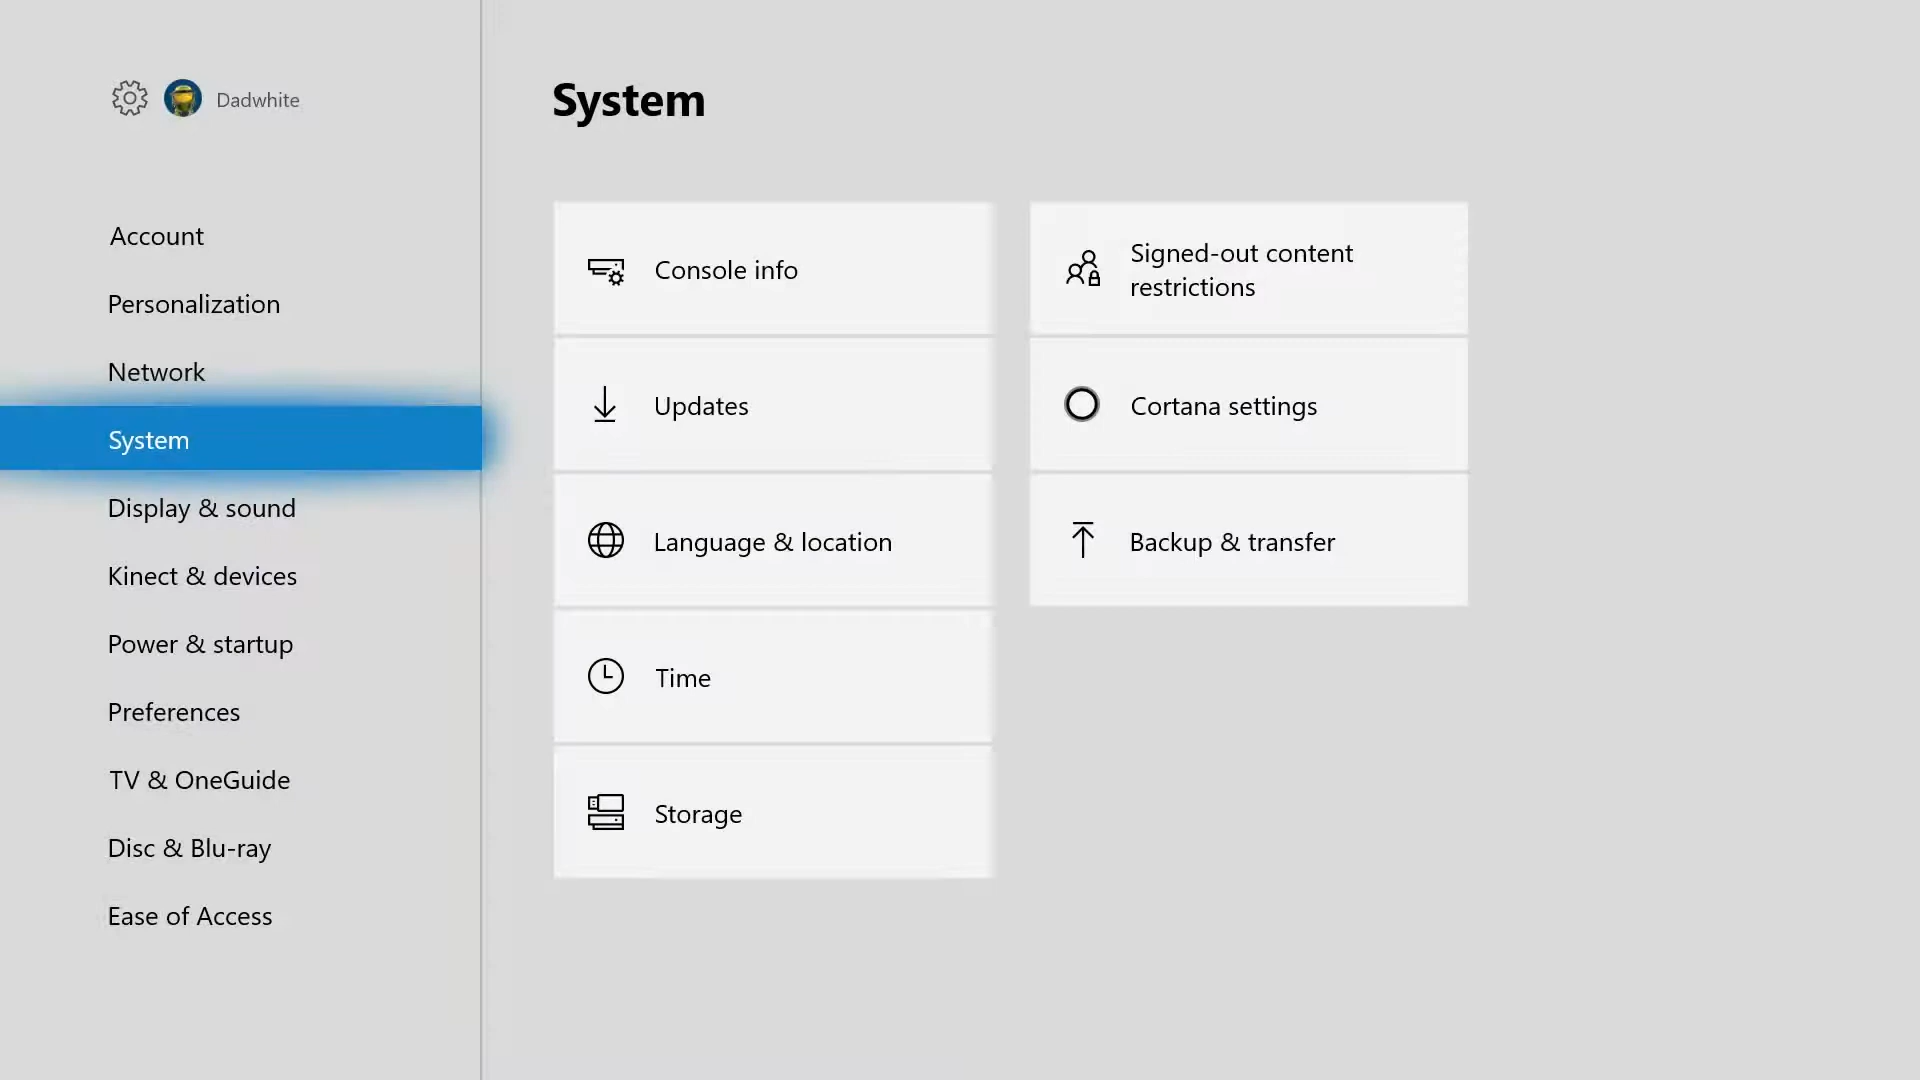 Dadwhite
Account
Personalization
Network
System
Display & sound
Kinect & devices
Power & startup
Preferences
TV & OneGuide
Disc & Blu-ray
Ease of Access
System
Console info
Updates
Language & location
Time
Storage
Signed-out content
restrictions
Cortana settings
Backup & transfer